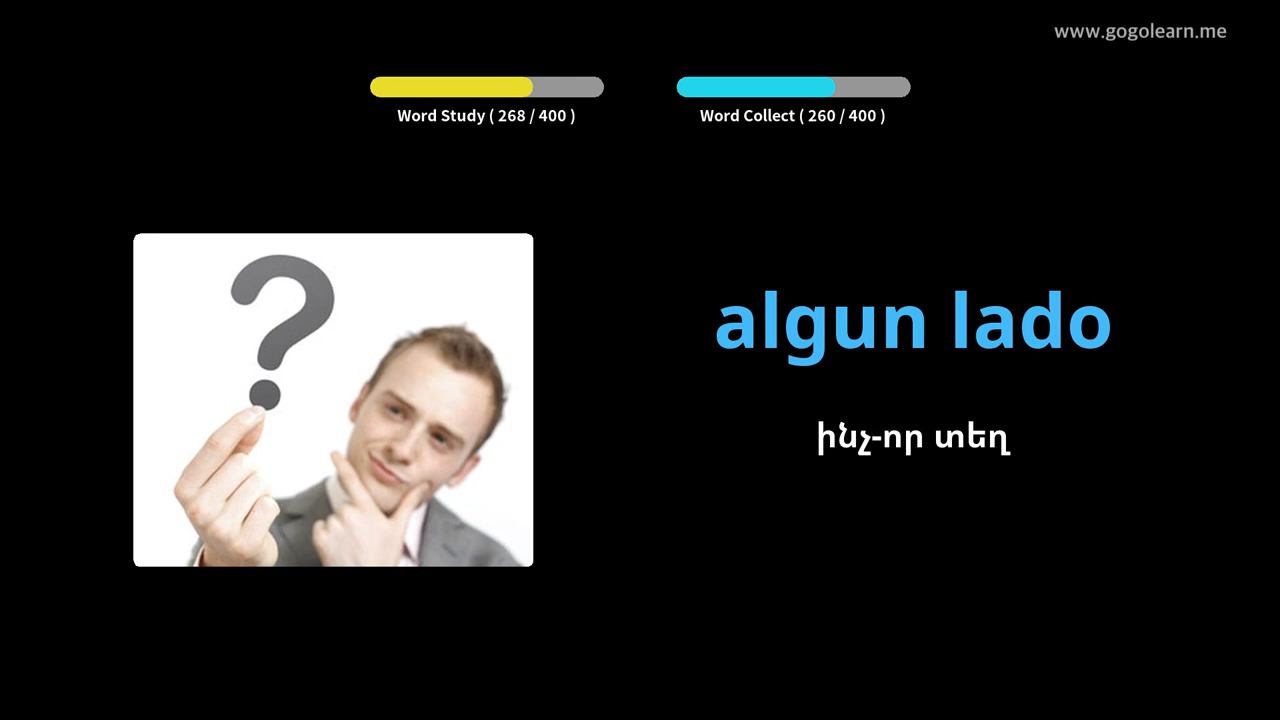 www.gogolearn.me
Word Study ( 268 / 400 )
Word Collect ( 260 / 400 )
algun lado
ինչ-որ տեղ